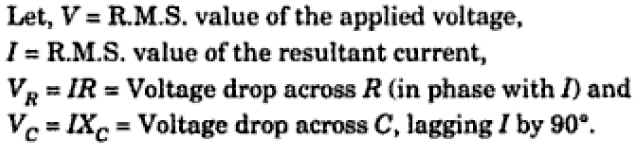 Let, V = R.M.S. value of the applied voltage,
I = R.M.S. value of the resultant current,
V_R = IR = Voltage drop across R (in phase with I) and
V_C = IX_C = Voltage drop across C, lagging I by 90°.